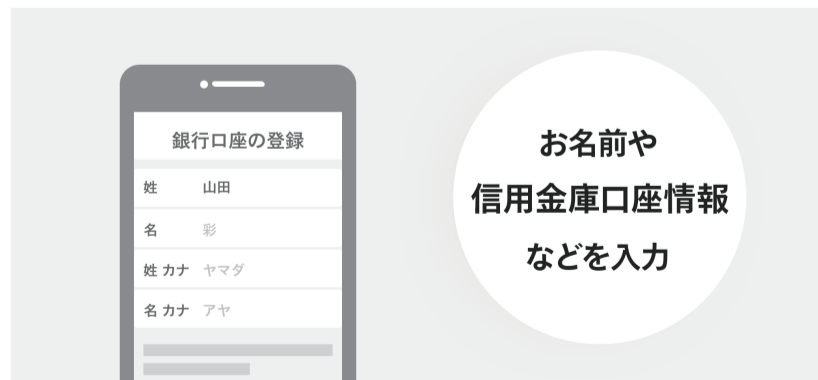 銀行口座の登録
姓 山田
名 彩
姓 カナ ヤマダ
名 カナ アヤ
お名前や
信用金庫口座情報
などを入力